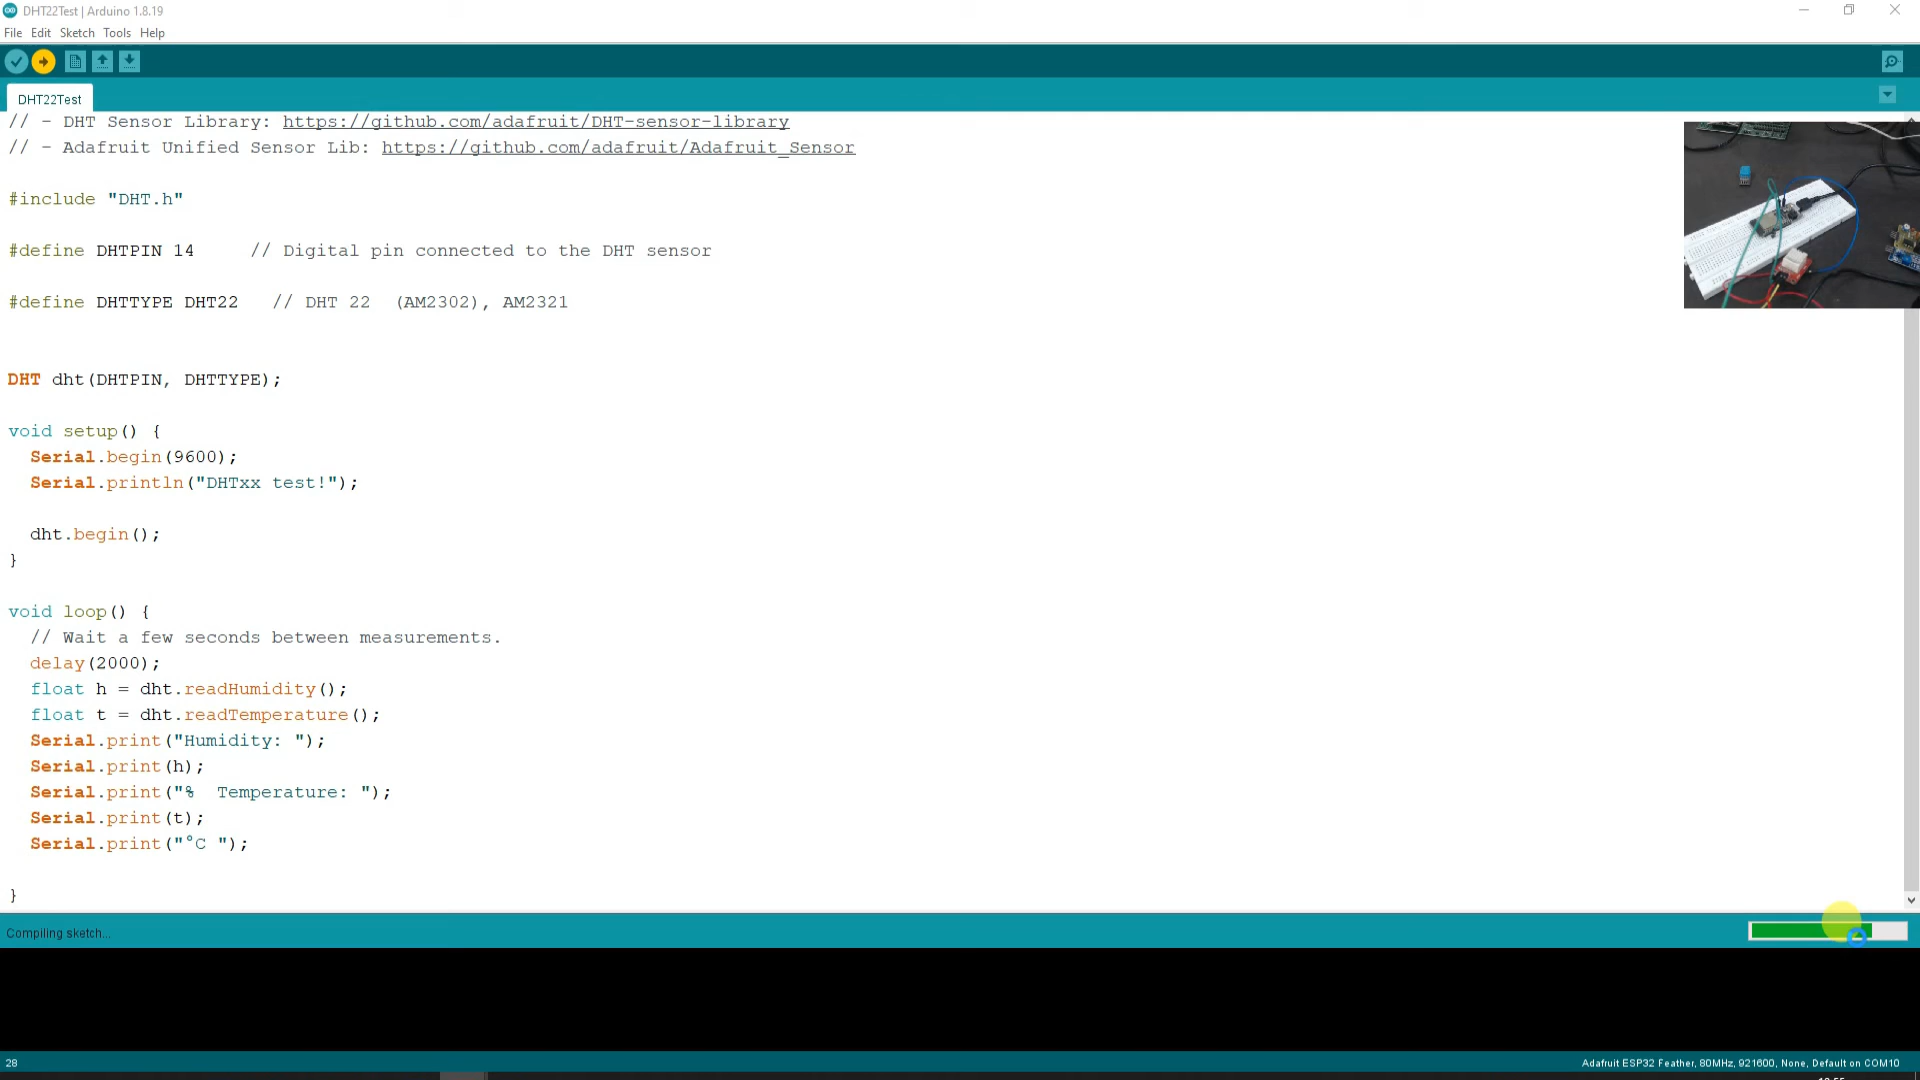 DHT22Test | Arduino 1.8.19
File Edit Sketch Tools Help
DHT22Test
// - DHT Sensor Library: https://github.com/adafruit/DHT-sensor-library
// - Adafruit Unified Sensor Lib: https://github.com/adafruit/Adafruit_Sensor
#include "DHT.h"
#define DHTPIN 14     // Digital pin connected to the DHT sensor
#define DHTTYPE DHT22   // DHT 22  (AM2302), AM2321
DHT dht(DHTPIN, DHTTYPE);
void setup() {
  Serial.begin(9600);
  Serial.println("DHTxx test!");
  dht.begin();
}
void loop() {
  // Wait a few seconds between measurements.
  delay(2000);
  float h = dht.readHumidity();
  float t = dht.readTemperature();
  Serial.print("Humidity: ");
  Serial.print(h);
  Serial.print("%  Temperature: ");
  Serial.print(t);
  Serial.print("°C ");
}
Compiling sketch...
28
Adafruit ESP32 Feather, 80MHz, 921600, None, Default on COM10